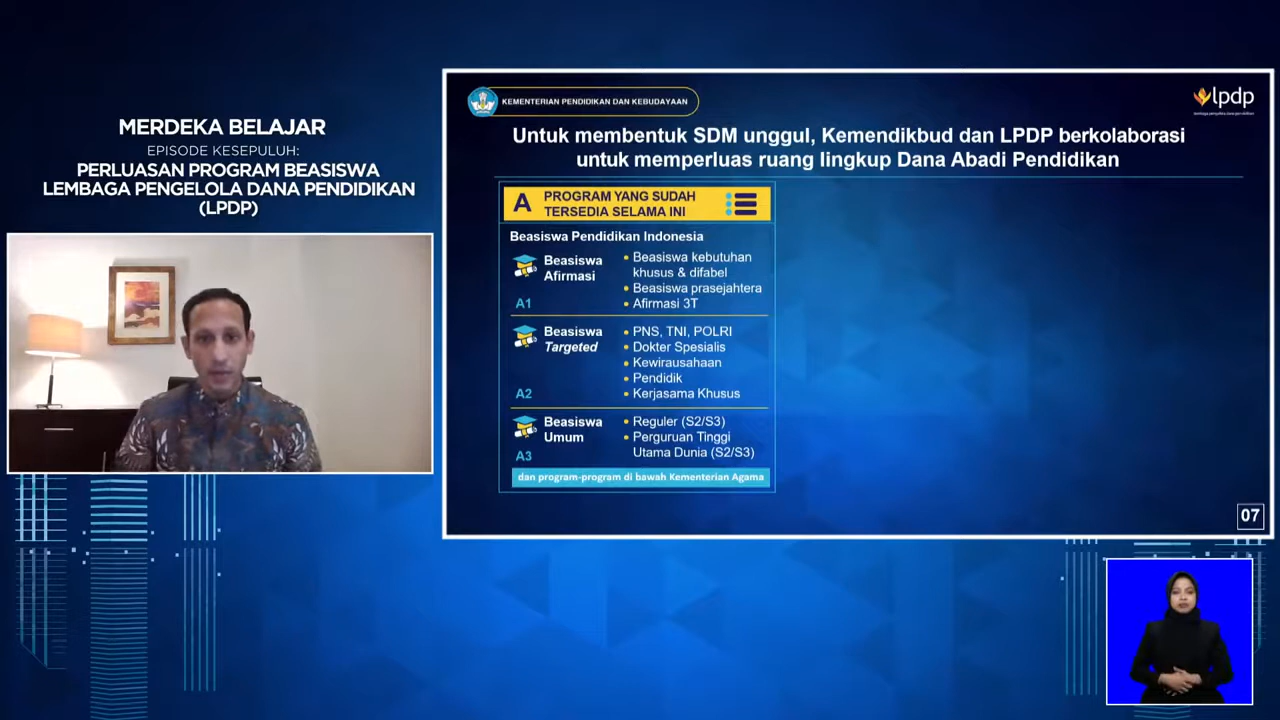 MERDEKA BELAJAR
EPISODE KESEPULUH:
PERLUASAN PROGRAM BEASISWA
LEMBAGA PENGELOLA DANA PENDIDIKAN
(LPDP)
KEMENTERIAN PENDIDIKAN DAN KEBUDAYAAN
lpdp
lembaga pengelola dana pendidikan
Untuk membentuk SDM unggul, Kemendikbud dan LPDP berkolaborasi
untuk memperluas ruang lingkup Dana Abadi Pendidikan
A PROGRAM YANG SUDAH
TERSEDIA SELAMA INI
Beasiswa Pendidikan Indonesia
Beasiswa
Afirmasi
A1
• Beasiswa kebutuhan
khusus & difabel
• Beasiswa prasejahtera
• Afirmasi 3T
Beasiswa
Targeted
A2
• PNS, TNI, POLRI
• Dokter Spesialis
• Kewirausahaan
• Pendidik
• Kerjasama Khusus
Beasiswa
Umum
A3
• Reguler (S2/S3)
• Perguruan Tinggi
Utama Dunia (S2/S3)
dan program-program di bawah Kementerian Agama
07